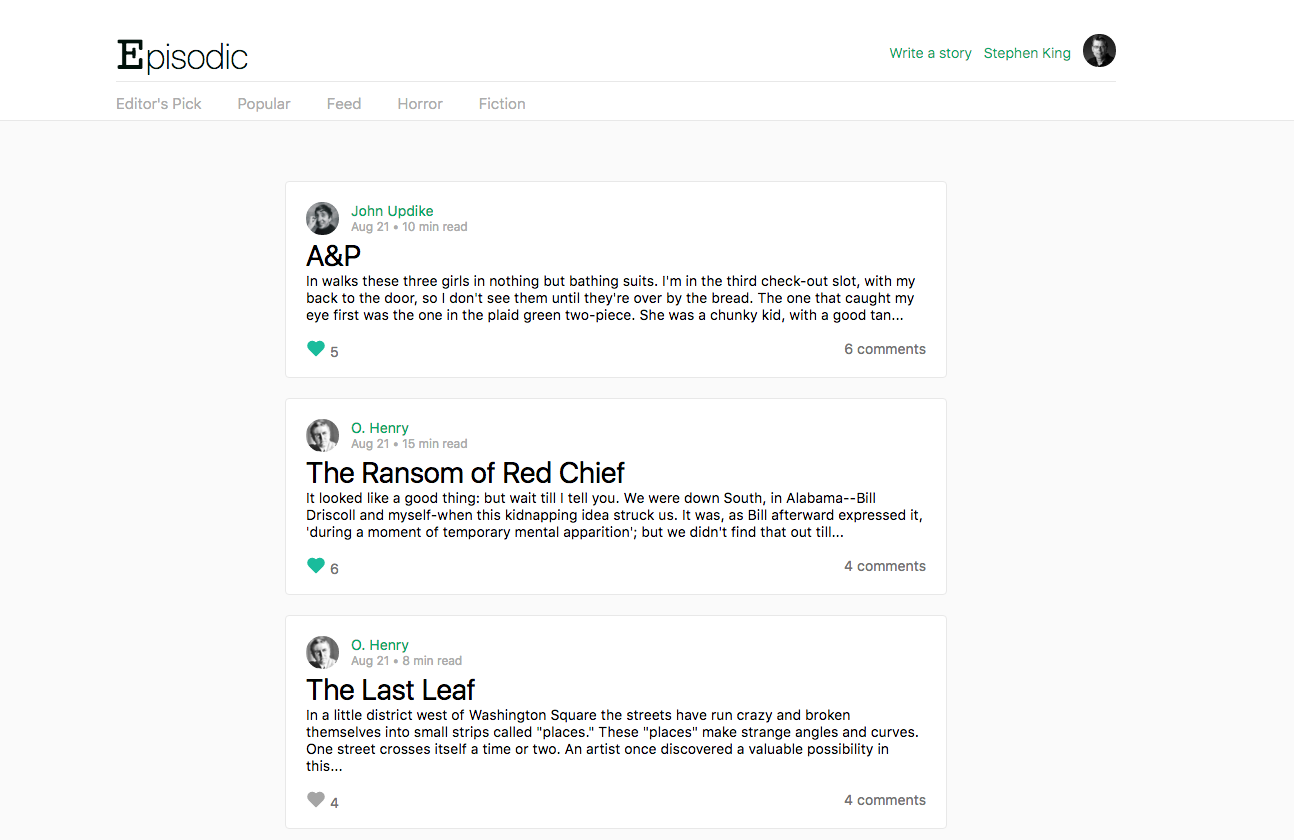 Episodic
Write a story Stephen King
Editor's Pick Popular Feed Horror Fiction
John Updike
Aug 21 • 10 min read
A&P
In walks these three girls in nothing but bathing suits. I'm in the third check-out slot, with my
back to the door, so I don't see them until they're over by the bread. The one that caught my
eye first was the one in the plaid green two-piece. She was a chunky kid, with a good tan...
5 6 comments
O. Henry
Aug 21 • 15 min read
The Ransom of Red Chief
It looked like a good thing: but wait till I tell you. We were down South, in Alabama--Bill
Driscoll and myself-when this kidnapping idea struck us. It was, as Bill afterward expressed it,
'during a moment of temporary mental apparition'; but we didn't find that out till...
6 4 comments
O. Henry
Aug 21 • 8 min read
The Last Leaf
In a little district west of Washington Square the streets have run crazy and broken
themselves into small strips called "places." These "places" make strange angles and curves.
One street crosses itself a time or two. An artist once discovered a valuable possibility in
this...
4 4 comments